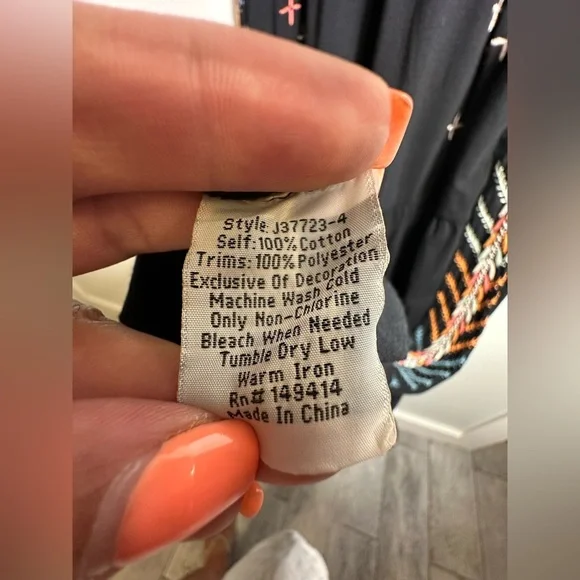 Style: J37723-4
Self: 100% Cotton
Trims: 100% Polyester
Exclusive Of Decoration
Machine Wash Cold
Only Non-Chlorine
Bleach When Needed
Tumble Dry Low
Warm Iron
Rn# 149414
Made In China